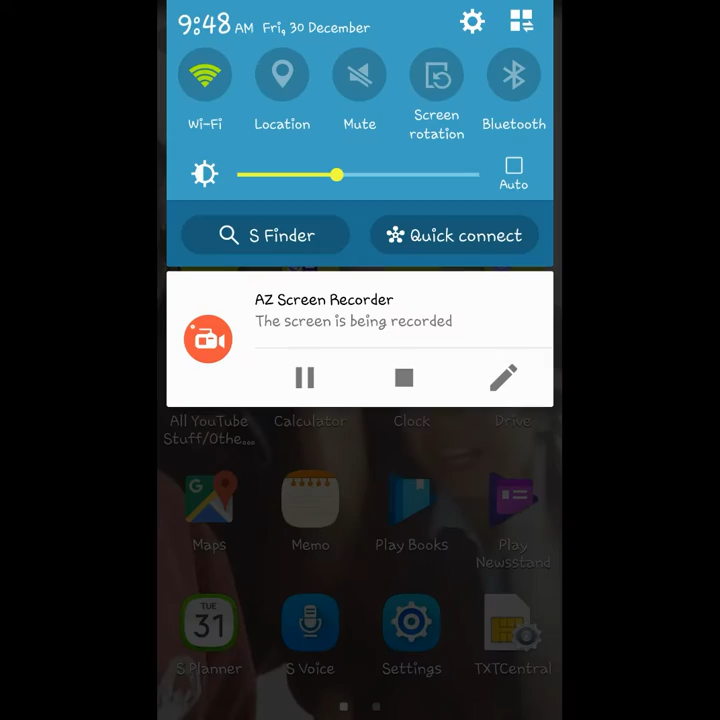 9:48 AM Fri, 30 December
Wi-Fi Location Mute Screen rotation Bluetooth
Auto
S Finder Quick connect
AZ Screen Recorder
The screen is being recorded
All YouTube Stuff/Othe... Calculator Clock Drive
G
Maps Memo Play Books Play Newsstand
TUE
31
S Planner S Voice Settings TXTCentral